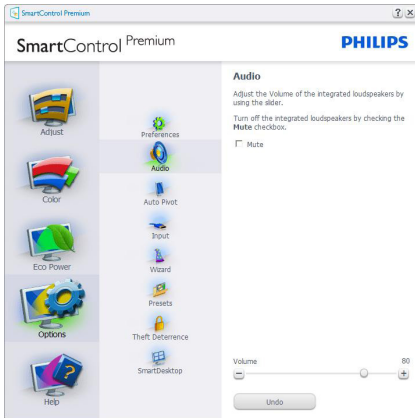 SmartControl Premium
SmartControl Premium
PHILIPS
Adjust
Color
Eco Power
Options
Help
Preferences
Audio
Auto Pivot
Input
Wizard
Presets
Theft Deterrence
SmartDesktop
Audio
Adjust the Volume of the integrated loudspeakers by
using the slider.
Turn off the integrated loudspeakers by checking the
Mute checkbox.
Mute
Volume 80
Undo